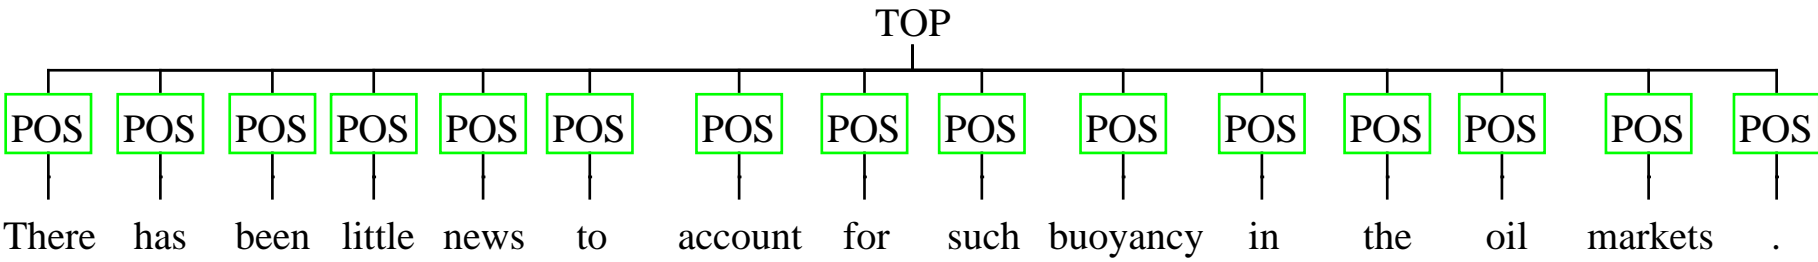 TOP
POS POS POS POS POS POS POS POS POS POS POS POS POS POS POS
There has been little news to account for such buoyancy in the oil markets .